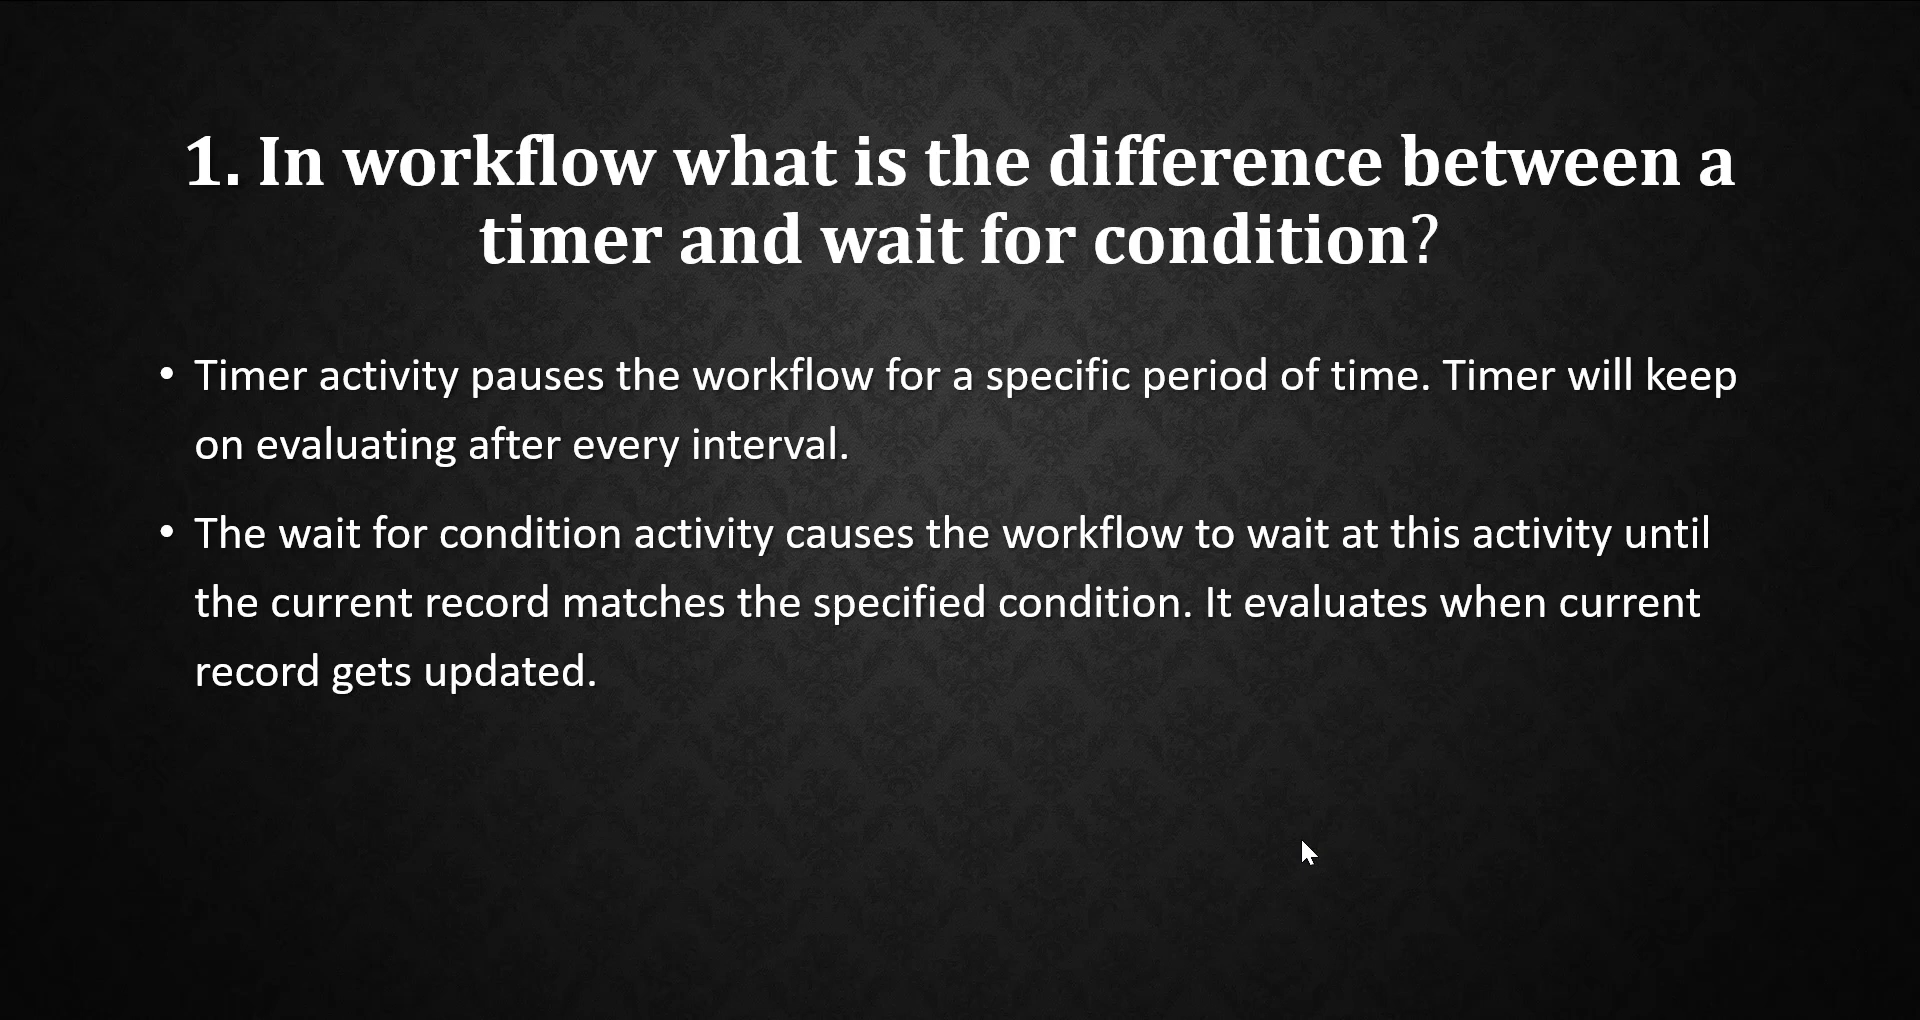 1. In workflow what is the difference between a
timer and wait for condition?
• Timer activity pauses the workflow for a specific period of time. Timer will keep
on evaluating after every interval.
• The wait for condition activity causes the workflow to wait at this activity until
the current record matches the specified condition. It evaluates when current
record gets updated.